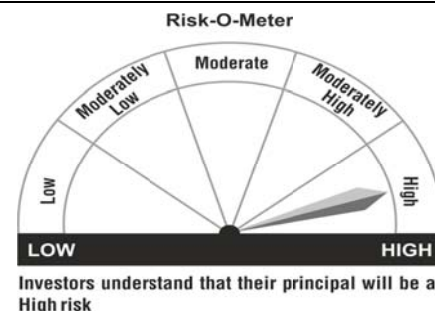 Risk-O-Meter
Moderate
Moderately
Low
Moderately
High
Low
High
LOW HIGH
Investors understand that their principal will be a
High risk